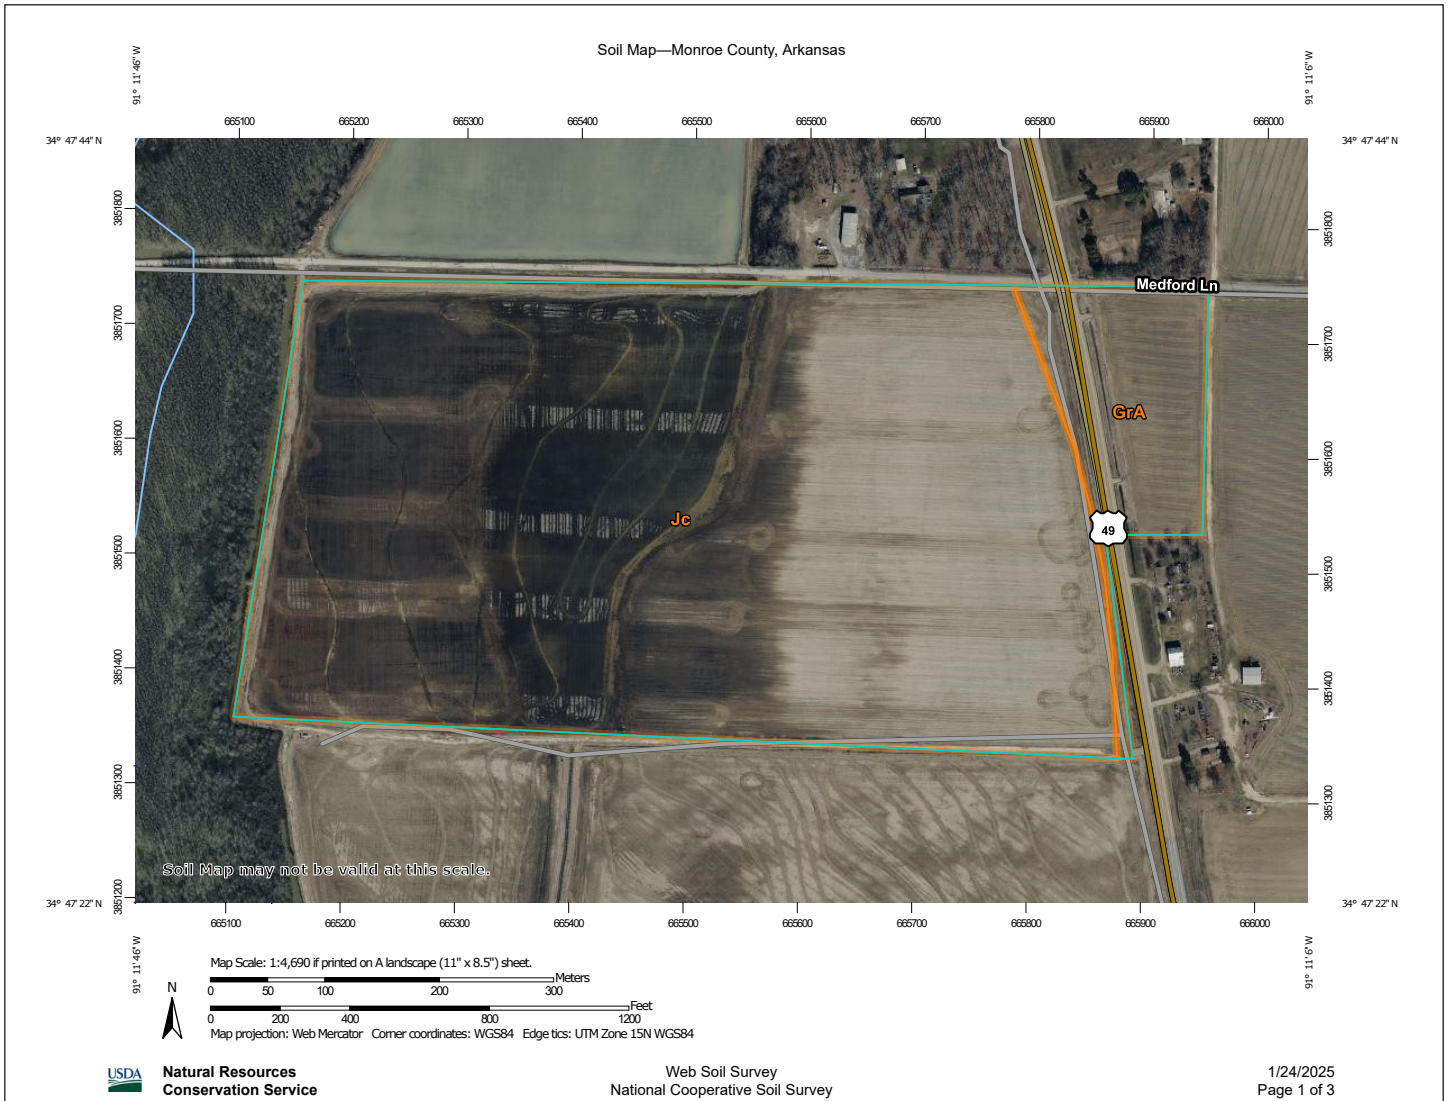 Soil Map—Monroe County, Arkansas
91° 11' 46'' W
91° 11' 6'' W
665100 665200 665300 665400 665500 665600 665700 665800 665900 666000
34° 47' 44'' N
34° 47' 44'' N
3851800
3851700
3851600
3851500
3851400
3851300
3851200
3851800
3851700
3851600
3851500
3851400
3851300
Medford Ln
GrA
Jc
49
Soil Map may not be valid at this scale.
34° 47' 22'' N
34° 47' 22'' N
665100 665200 665300 665400 665500 665600 665700 665800 665900 666000
91° 11' 46'' W
91° 11' 6'' W
N
Map Scale: 1:4,690 if printed on A landscape (11" x 8.5") sheet.
Meters
0 50 100 200 300
Feet
0 200 400 800 1200
Map projection: Web Mercator Corner coordinates: WGS84 Edge tics: UTM Zone 15N WGS84
USDA
Natural Resources
Conservation Service
Web Soil Survey
National Cooperative Soil Survey
1/24/2025
Page 1 of 3